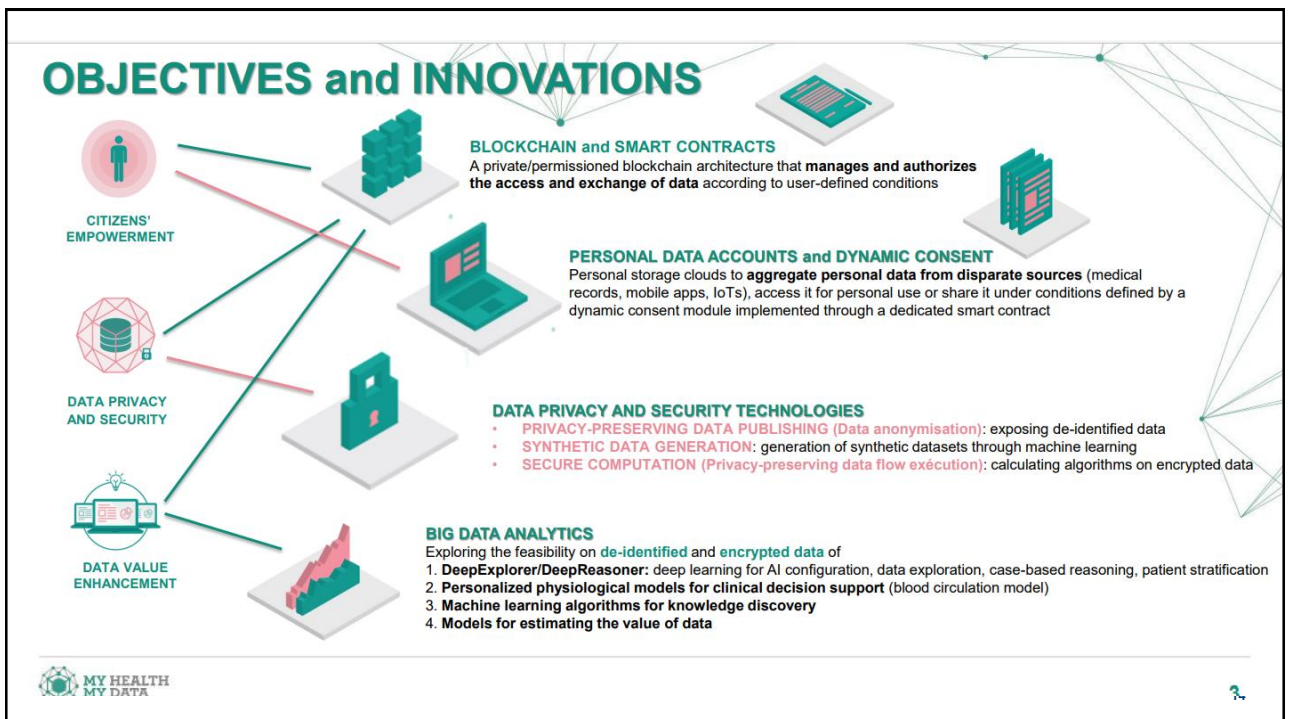 OBJECTIVES and INNOVATIONS
CITIZENS'
EMPOWERMENT
BLOCKCHAIN and SMART CONTRACTS
A private/permissioned blockchain architecture that manages and authorizes
the access and exchange of data according to user-defined conditions
PERSONAL DATA ACCOUNTS and DYNAMIC CONSENT
Personal storage clouds to aggregate personal data from disparate sources (medical
records, mobile apps, IoTs), access it for personal use or share it under conditions defined by a
dynamic consent module implemented through a dedicated smart contract
DATA PRIVACY
AND SECURITY
DATA PRIVACY AND SECURITY TECHNOLOGIES
• PRIVACY-PRESERVING DATA PUBLISHING (Data anonymisation): exposing de-identified data
• SYNTHETIC DATA GENERATION: generation of synthetic datasets through machine learning
• SECURE COMPUTATION (Privacy-preserving data flow exécution): calculating algorithms on encrypted data
DATA VALUE
ENHANCEMENT
BIG DATA ANALYTICS
Exploring the feasibility on de-identified and encrypted data of
1. DeepExplorer/DeepReasoner: deep learning for AI configuration, data exploration, case-based reasoning, patient stratification
2. Personalized physiological models for clinical decision support (blood circulation model)
3. Machine learning algorithms for knowledge discovery
4. Models for estimating the value of data
MY HEALTH
MY DATA